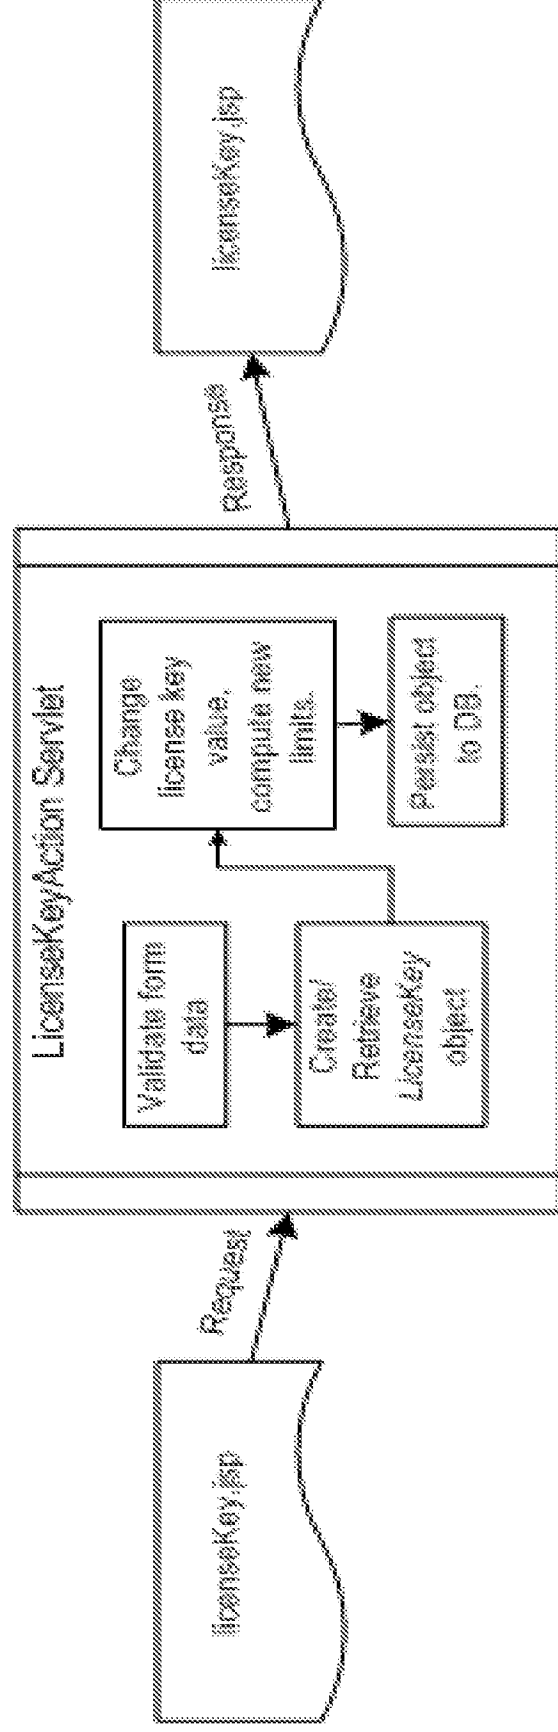 licenseKey.jsp
Request
LicenseKeyAction Servlet
Validate form
data
Create/
Retrieve
LicenseKey
object
Change
license key
value,
compute new
limits.
Persist object
to DB.
Response
licenseKey.jsp